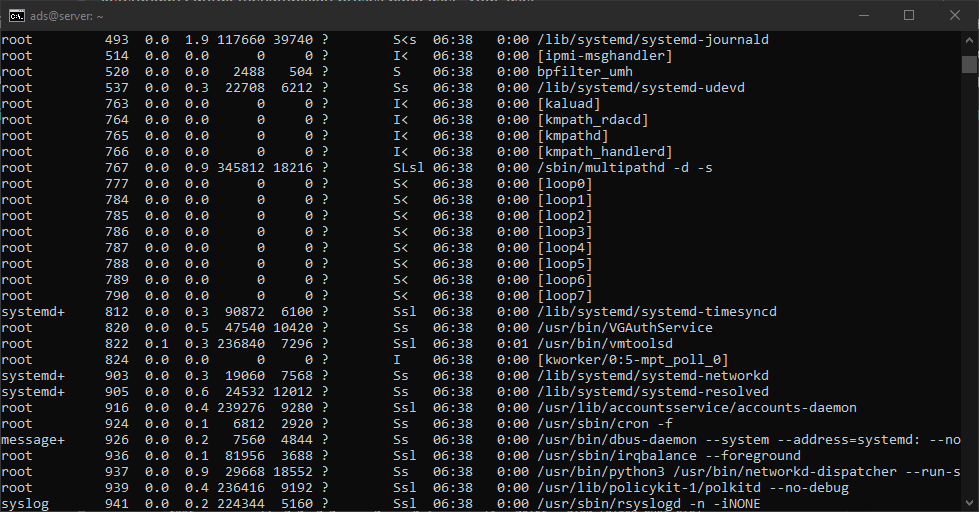 ads@server: ~
root 493 0.0 1.9 117660 39740 ? S<s 06:38 0:00 /lib/systemd/systemd-journald
root 514 0.0 0.0 0 0 ? I< 06:38 0:00 [ipmi-msghandler]
root 520 0.0 0.0 2488 504 ? S 06:38 0:00 bpfilter_umh
root 537 0.0 0.3 22708 6212 ? Ss 06:38 0:00 /lib/systemd/systemd-udevd
root 763 0.0 0.0 0 0 ? I< 06:38 0:00 [kaluad]
root 764 0.0 0.0 0 0 ? I< 06:38 0:00 [kmpath_rdacd]
root 765 0.0 0.0 0 0 ? I< 06:38 0:00 [kmpathd]
root 766 0.0 0.0 0 0 ? I< 06:38 0:00 [kmpath_handlerd]
root 767 0.0 0.9 345812 18216 ? SLsl 06:38 0:00 /sbin/multipathd -d -s
root 777 0.0 0.0 0 0 ? S< 06:38 0:00 [loop0]
root 784 0.0 0.0 0 0 ? S< 06:38 0:00 [loop1]
root 785 0.0 0.0 0 0 ? S< 06:38 0:00 [loop2]
root 786 0.0 0.0 0 0 ? S< 06:38 0:00 [loop3]
root 787 0.0 0.0 0 0 ? S< 06:38 0:00 [loop4]
root 788 0.0 0.0 0 0 ? S< 06:38 0:00 [loop5]
root 789 0.0 0.0 0 0 ? S< 06:38 0:00 [loop6]
root 790 0.0 0.0 0 0 ? S< 06:38 0:00 [loop7]
systemd+ 812 0.0 0.3 90872 6100 ? Ssl 06:38 0:00 /lib/systemd/systemd-timesyncd
root 820 0.0 0.5 47540 10420 ? Ss 06:38 0:00 /usr/bin/VGAuthService
root 822 0.1 0.3 236840 7296 ? Ssl 06:38 0:01 /usr/bin/vmtoolsd
root 824 0.0 0.0 0 0 ? I 06:38 0:00 [kworker/0:5-mpt_poll_0]
systemd+ 903 0.0 0.3 19060 7568 ? Ss 06:38 0:00 /lib/systemd/systemd-networkd
systemd+ 905 0.0 0.6 24532 12012 ? Ss 06:38 0:00 /lib/systemd/systemd-resolved
root 916 0.0 0.4 239276 9280 ? Ssl 06:38 0:00 /usr/lib/accountsservice/accounts-daemon
root 924 0.0 0.1 6812 2920 ? Ss 06:38 0:00 /usr/sbin/cron -f
message+ 926 0.0 0.2 7560 4844 ? Ss 06:38 0:00 /usr/bin/dbus-daemon --system --address=systemd: --no
root 936 0.0 0.1 81956 3688 ? Ssl 06:38 0:00 /usr/sbin/irqbalance --foreground
root 937 0.0 0.9 29668 18552 ? Ss 06:38 0:00 /usr/bin/python3 /usr/bin/networkd-dispatcher --run-s
root 939 0.0 0.4 236416 9192 ? Ssl 06:38 0:00 /usr/lib/policykit-1/polkitd --no-debug
syslog 941 0.0 0.2 224344 5160 ? Ssl 06:38 0:00 /usr/sbin/rsyslogd -n -iNONE